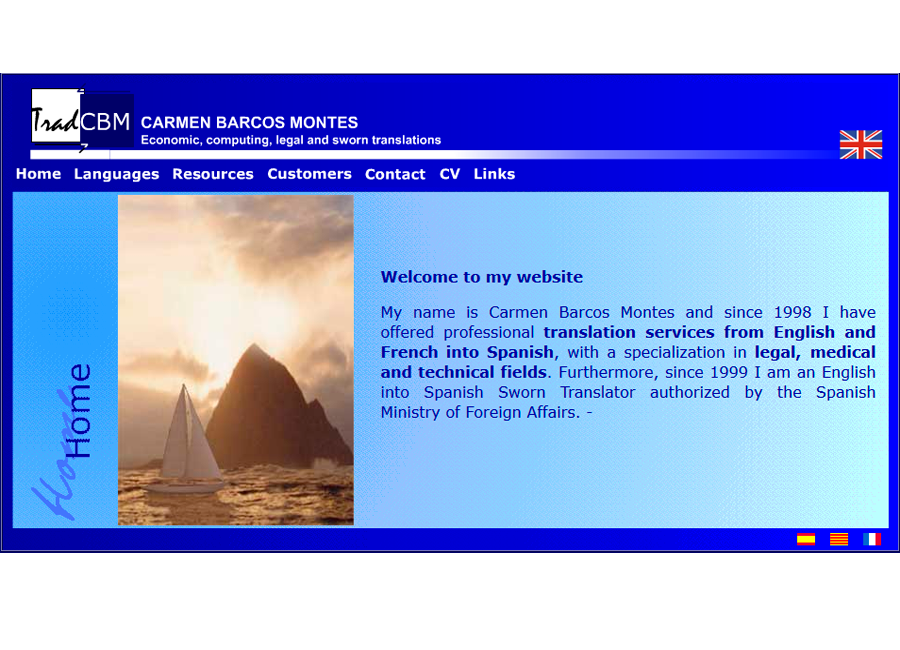 Trad CBM
CARMEN BARCOS MONTES
Economic, computing, legal and sworn translations
Home Languages Resources Customers Contact CV Links
Home
Home
Welcome to my website
My name is Carmen Barcos Montes and since 1998 I have
offered professional translation services from English and
French into Spanish, with a specialization in legal, medical
and technical fields. Furthermore, since 1999 I am an English
into Spanish Sworn Translator authorized by the Spanish
Ministry of Foreign Affairs. -